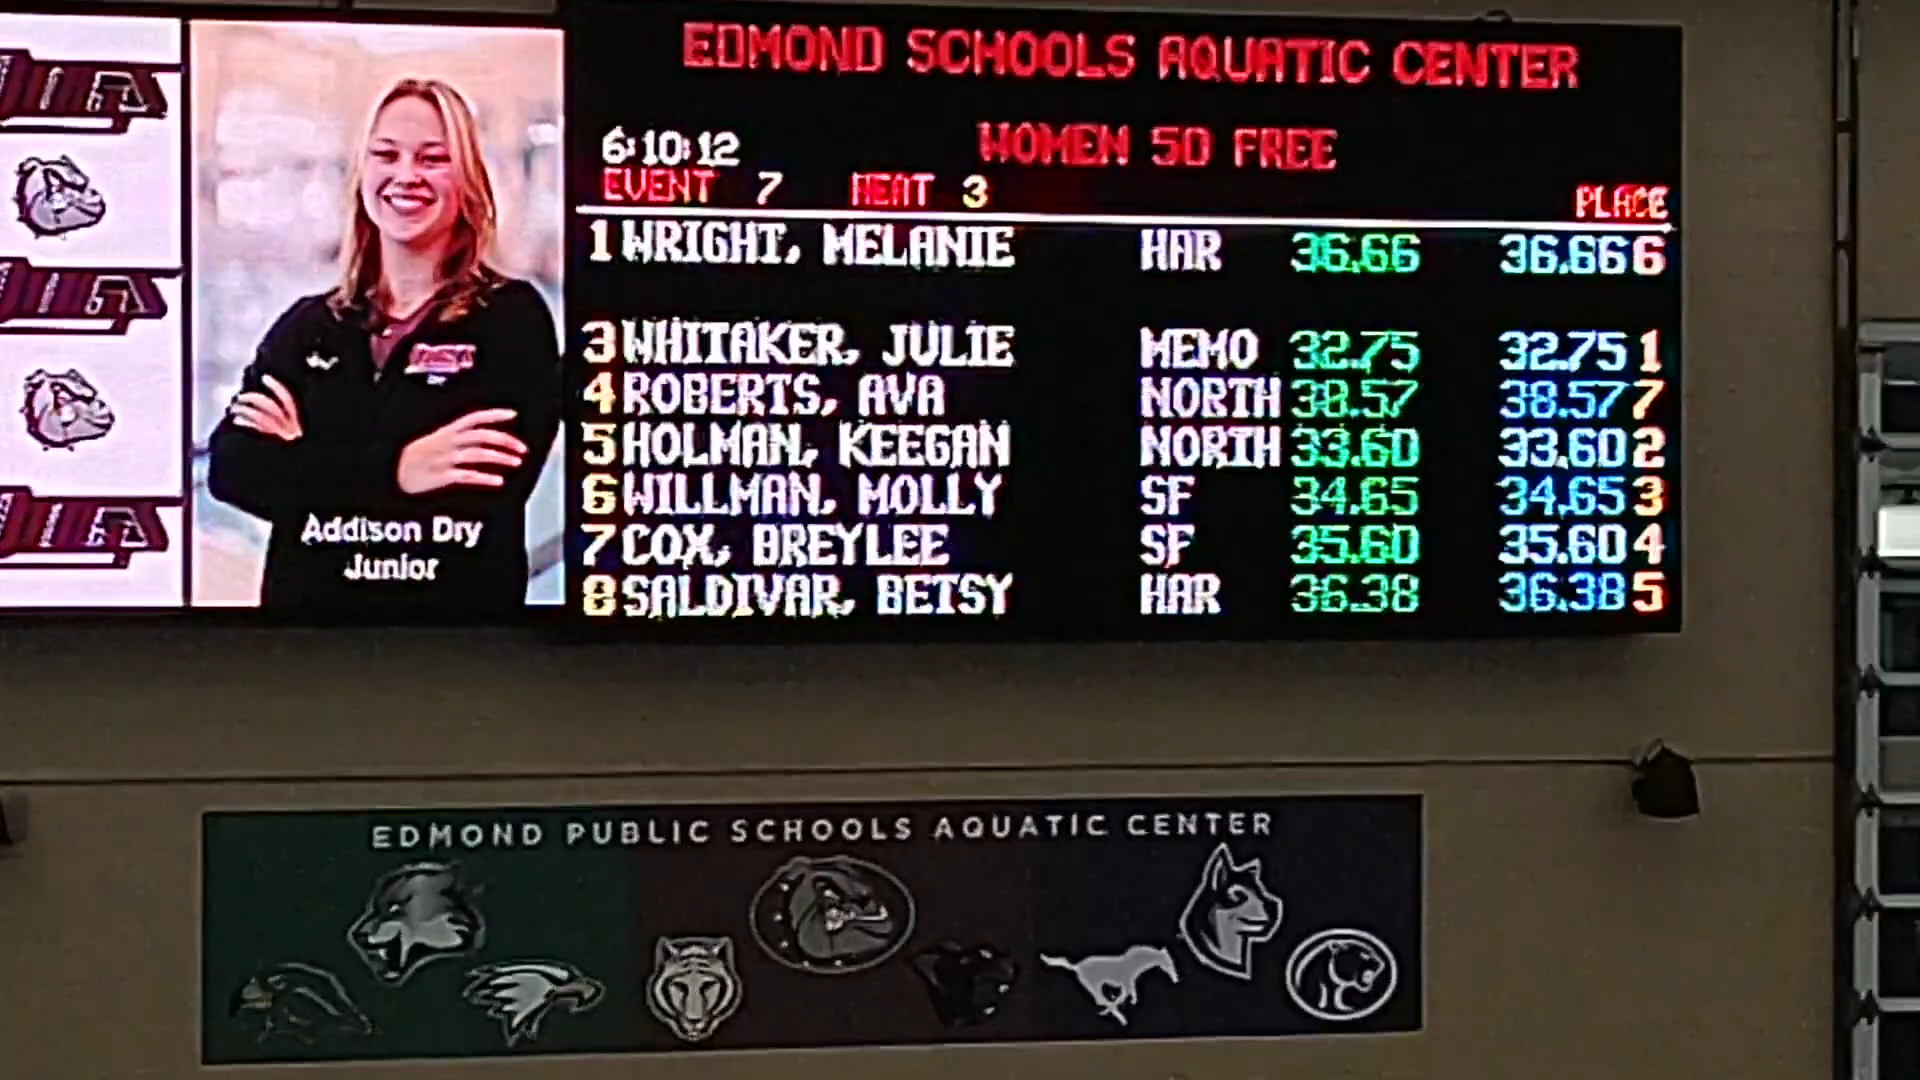 EDMOND SCHOOLS AQUATIC CENTER
6:10:12 WOMEN 50 FREE
EVENT 7 HEAT 3 PLACE
1 WRIGHT, MELANIE HAR 36.66 36.66 6
3 WHITAKER, JULIE MEMO 32.75 32.75 1
4 ROBERTS, AVA NORTH 38.57 38.57 7
5 HOLMAN, KEEGAN NORTH 33.60 33.60 2
6 WILLMAN, MOLLY SF 34.65 34.65 3
7 COX, BREYLEE SF 35.60 35.60 4
8 SALDIVAR, BETSY HAR 36.38 36.38 5
Addison Dry
Junior
EDMOND PUBLIC SCHOOLS AQUATIC CENTER